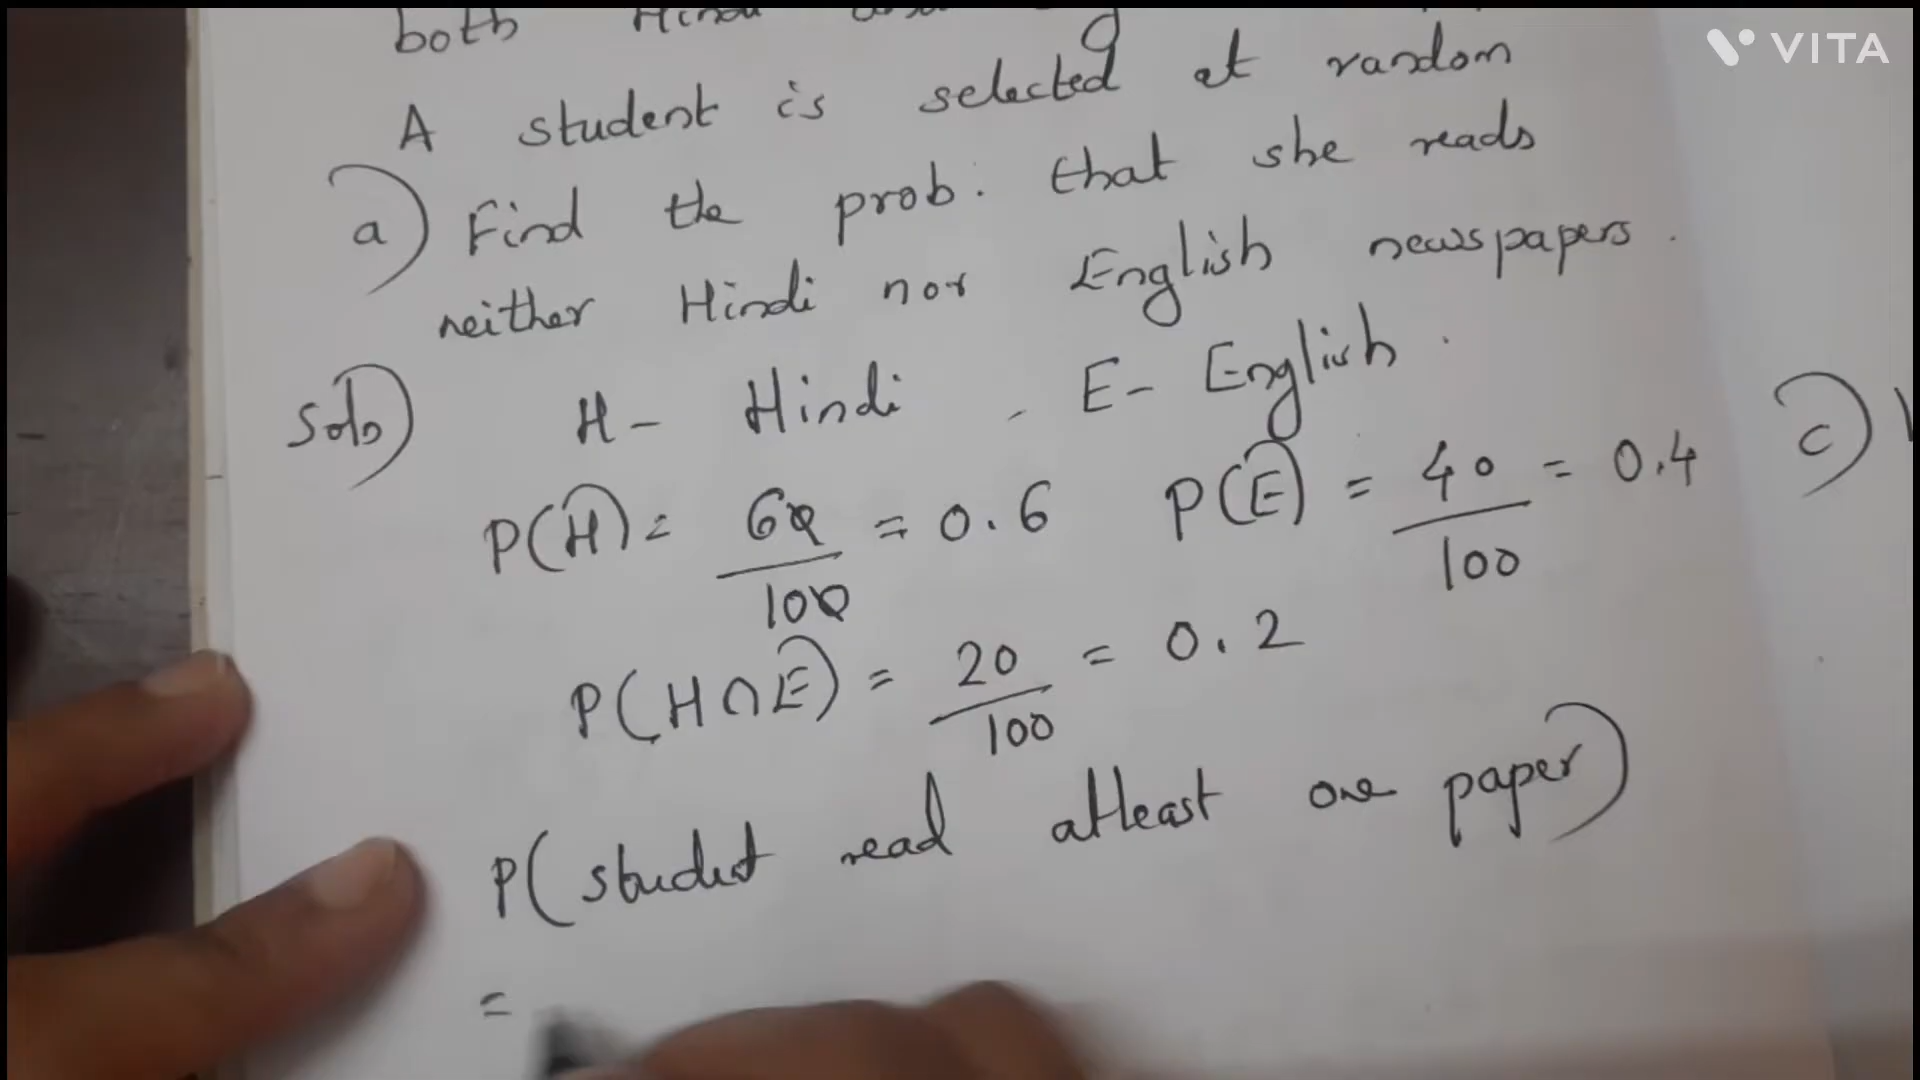 both Hindi
VITA
A student is selected at random
a) Find the prob. that she reads
neither Hindi nor English newspapers.
Soln) H- Hindi - E- English.
P(H) = 60/100 = 0.6 P(E) = 40/100 = 0.4 c)
P(H∩E) = 20/100 = 0.2
P(student read atleast one paper)
=